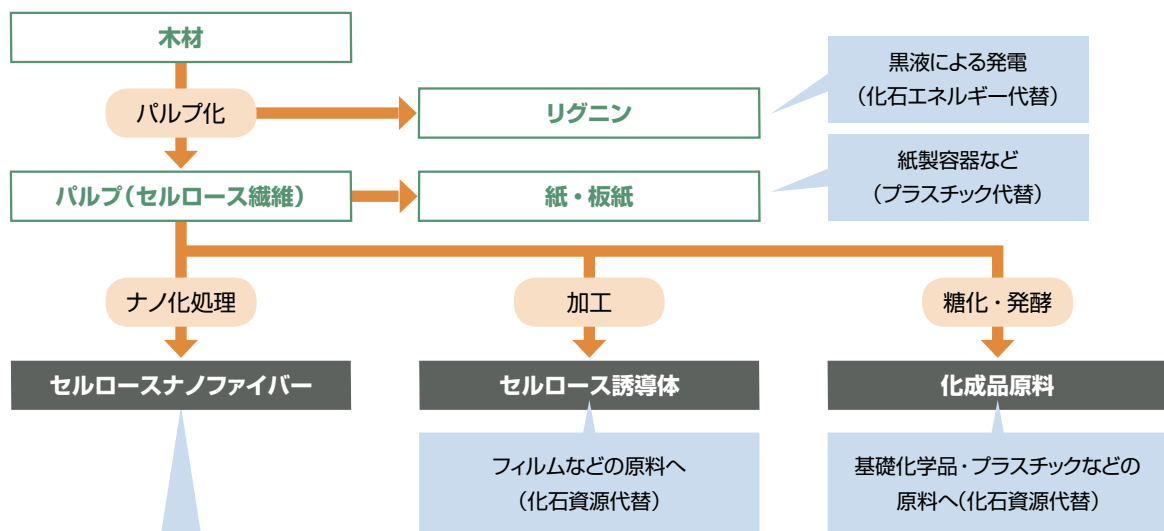 木材
黒液による発電
（化石エネルギー代替）
パルプ化
リグニン
紙製容器など
（プラスチック代替）
パルプ（セルロース繊維）
紙・板紙
ナノ化処理
加工
糖化・発酵
セルロースナノファイバー
セルロース誘導体
化成品原料
フィルムなどの原料へ
（化石資源代替）
基礎化学品・プラスチックなどの
原料へ（化石資源代替）